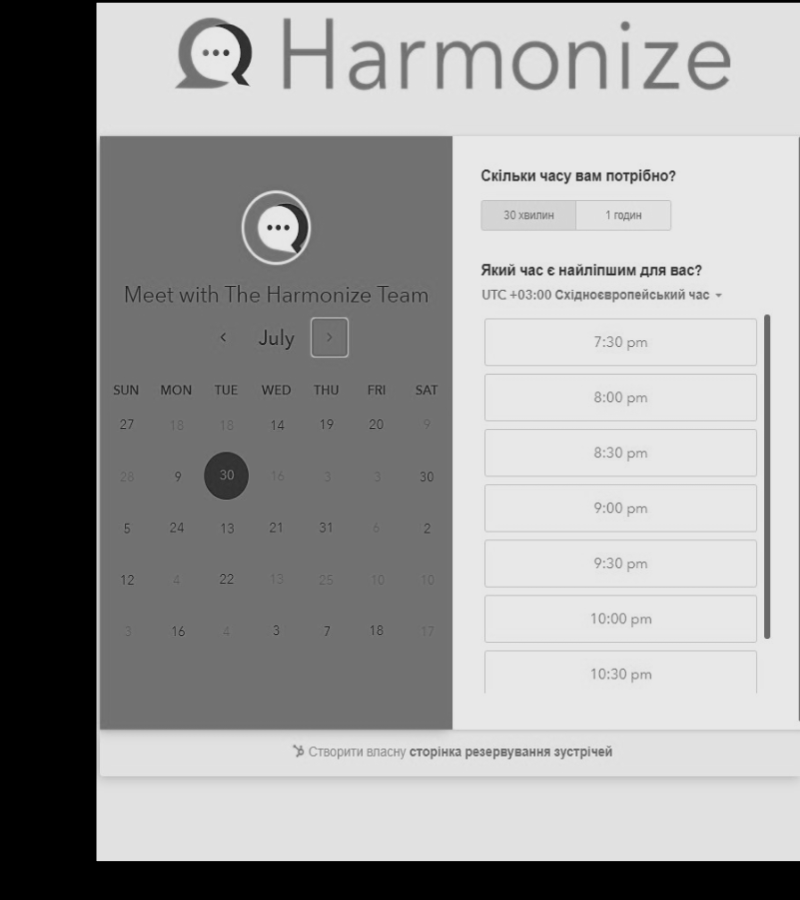 Harmonize
Meet with The Harmonize Team
< July >
SUN MON TUE WED THU FRI SAT
27 18 18 14 19 20 9
28 9 30 16 3 3 30
5 24 13 21 31 6 2
12 4 22 13 25 10 10
3 16 4 3 7 18 17
Скільки часу вам потрібно?
30 хвилин 1 годин
Який час є найліпшим для вас?
UTC +03:00 Східноєвропейський час
7:30 pm
8:00 pm
8:30 pm
9:00 pm
9:30 pm
10:00 pm
10:30 pm
Створити власну сторінка резервування зустрічей